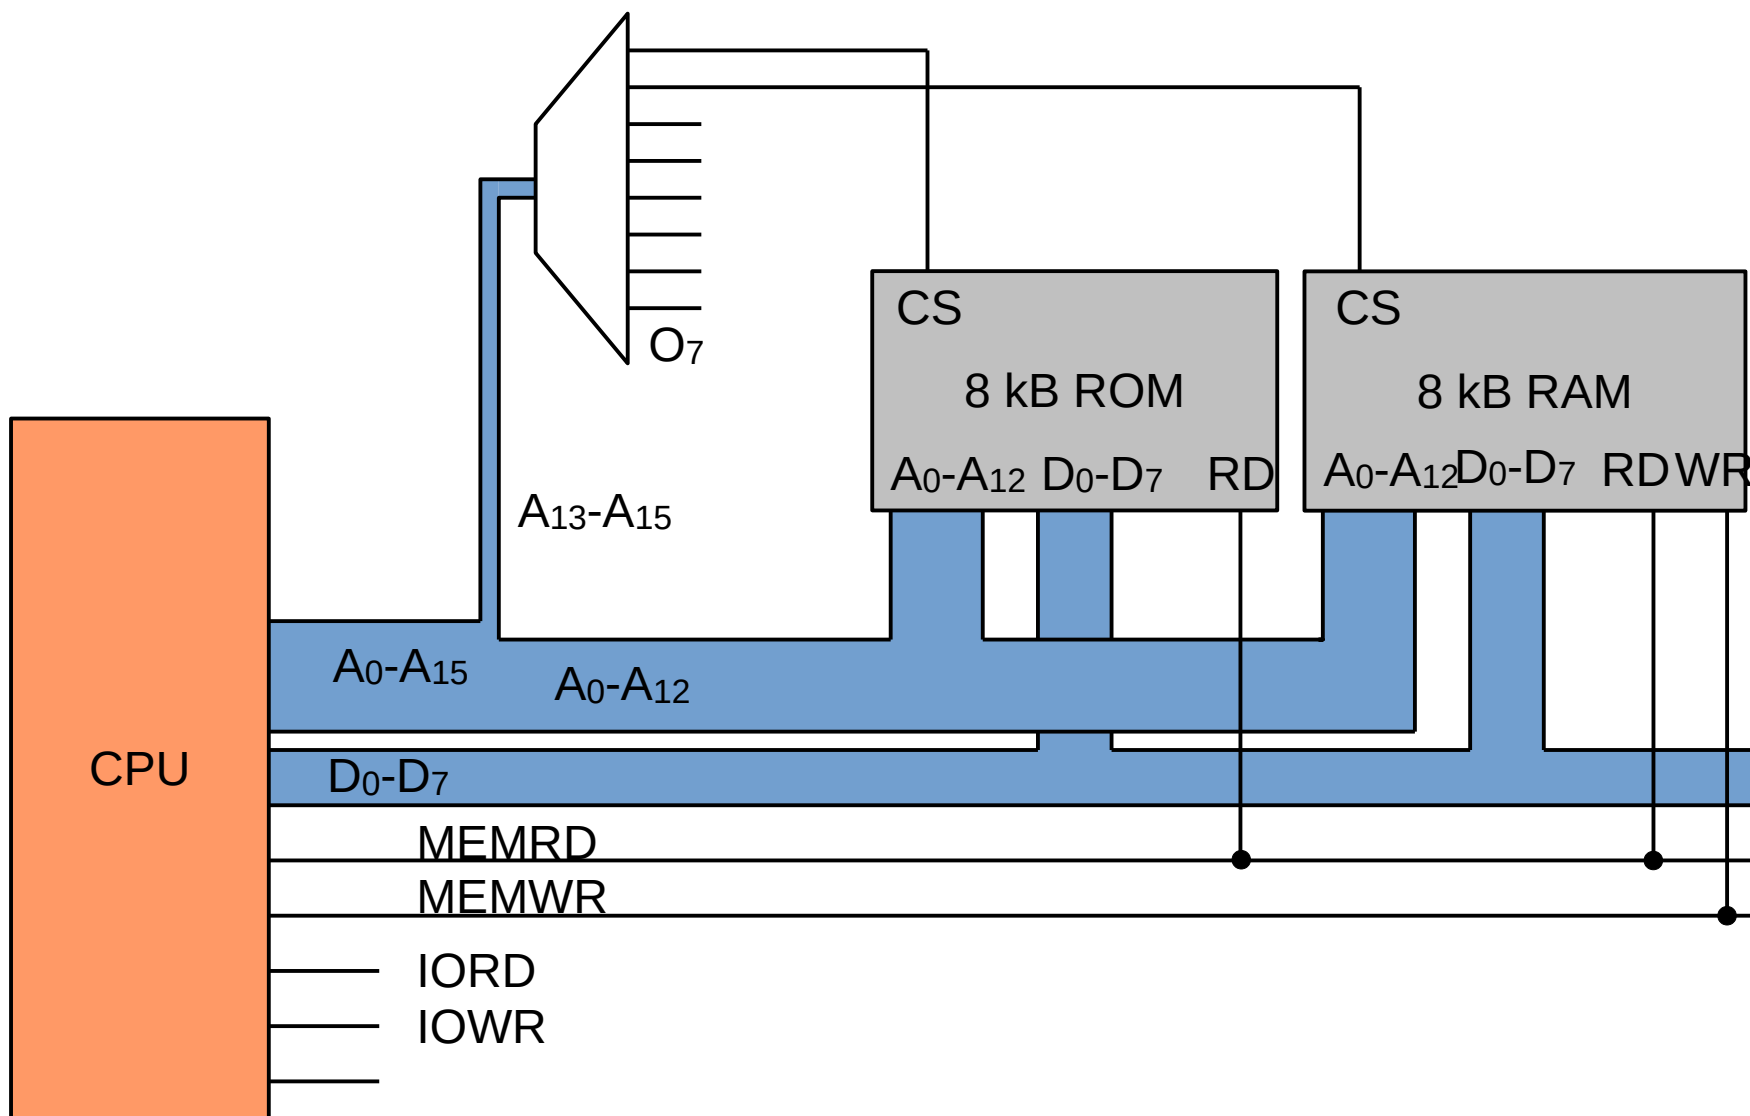 O7
CS
CS
8 kB ROM
8 kB RAM
A0-A12 D0-D7 RD
A0-A12 D0-D7 RD WR
A13-A15
A0-A15
A0-A12
CPU
D0-D7
MEMRD
MEMWR
IORD
IOWR